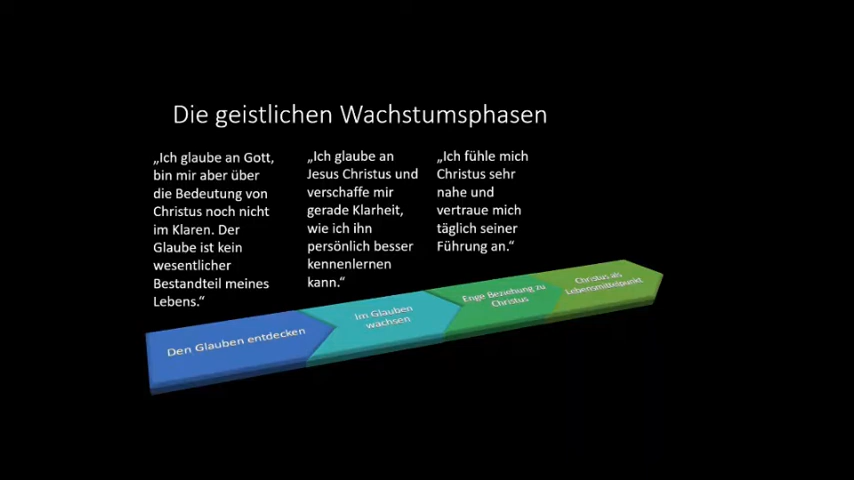 Die geistlichen Wachstumsphasen
„Ich glaube an Gott,
bin mir aber über
die Bedeutung von
Christus noch nicht
im Klaren. Der
Glaube ist kein
wesentlicher
Bestandteil meines
Lebens.“
„Ich glaube an
Jesus Christus und
verschaffe mir
gerade Klarheit,
wie ich ihn
persönlich besser
kennenlernen
kann.“
„Ich fühle mich
Christus sehr
nahe und
vertraue mich
täglich seiner
Führung an.“
Den Glauben entdecken
Im Glauben
wachsen
Enge Beziehung zu
Christus
Christus als
Lebensmittelpunkt